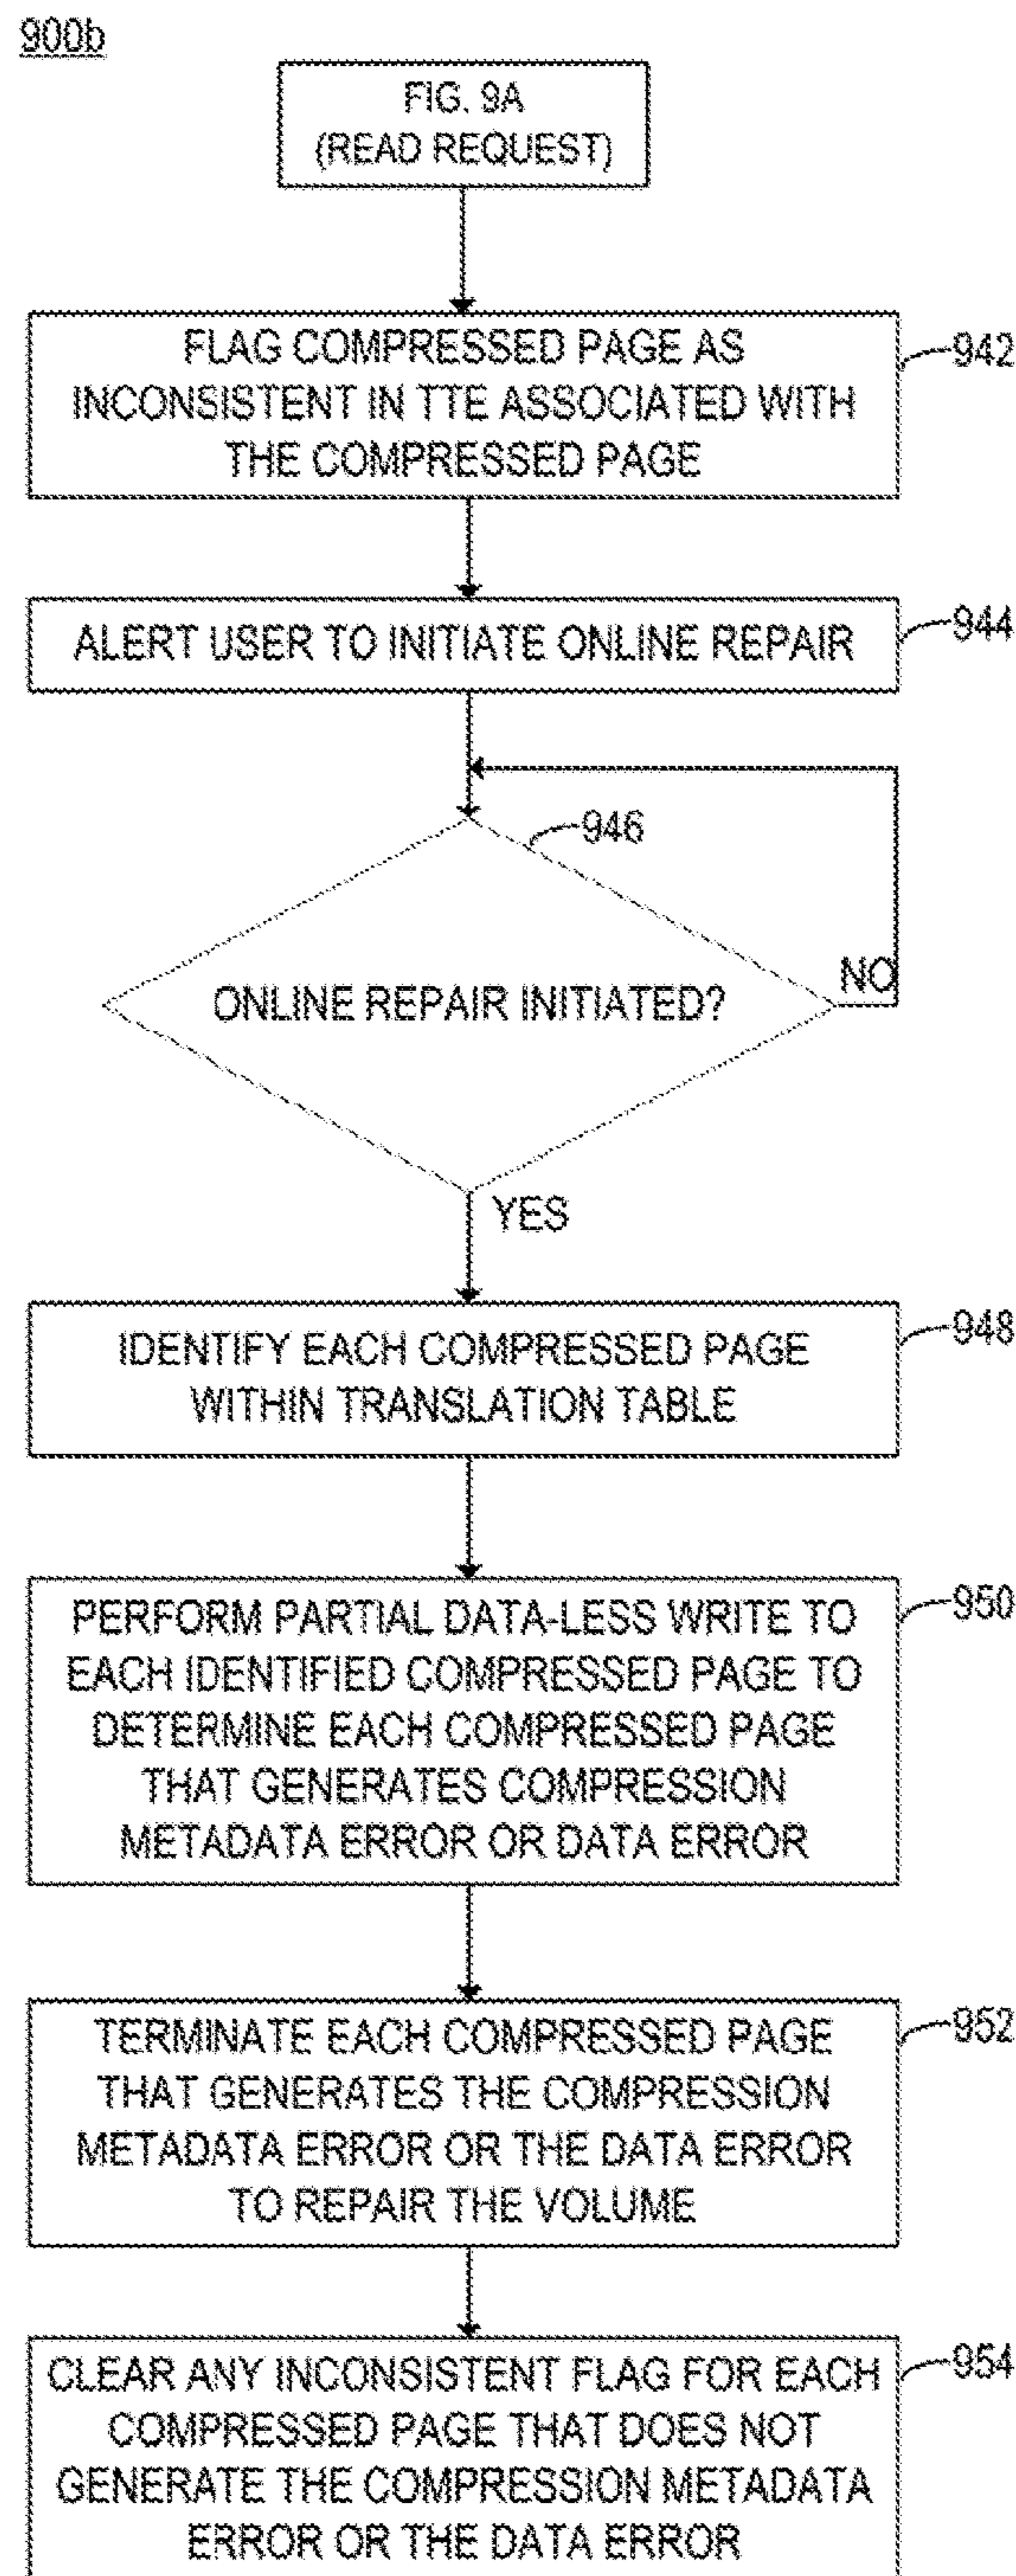 900b
FIG. 9A
(READ REQUEST)
FLAG COMPRESSED PAGE AS
INCONSISTENT IN TTE ASSOCIATED WITH
THE COMPRESSED PAGE
942
ALERT USER TO INITIATE ONLINE REPAIR
944
946
ONLINE REPAIR INITIATED?
NO
YES
IDENTIFY EACH COMPRESSED PAGE
WITHIN TRANSLATION TABLE
948
PERFORM PARTIAL DATA-LESS WRITE TO
EACH IDENTIFIED COMPRESSED PAGE TO
DETERMINE EACH COMPRESSED PAGE
THAT GENERATES COMPRESSION
METADATA ERROR OR DATA ERROR
950
TERMINATE EACH COMPRESSED PAGE
THAT GENERATES THE COMPRESSION
METADATA ERROR OR THE DATA ERROR
TO REPAIR THE VOLUME
952
CLEAR ANY INCONSISTENT FLAG FOR EACH
COMPRESSED PAGE THAT DOES NOT
GENERATE THE COMPRESSION METADATA
ERROR OR THE DATA ERROR
954